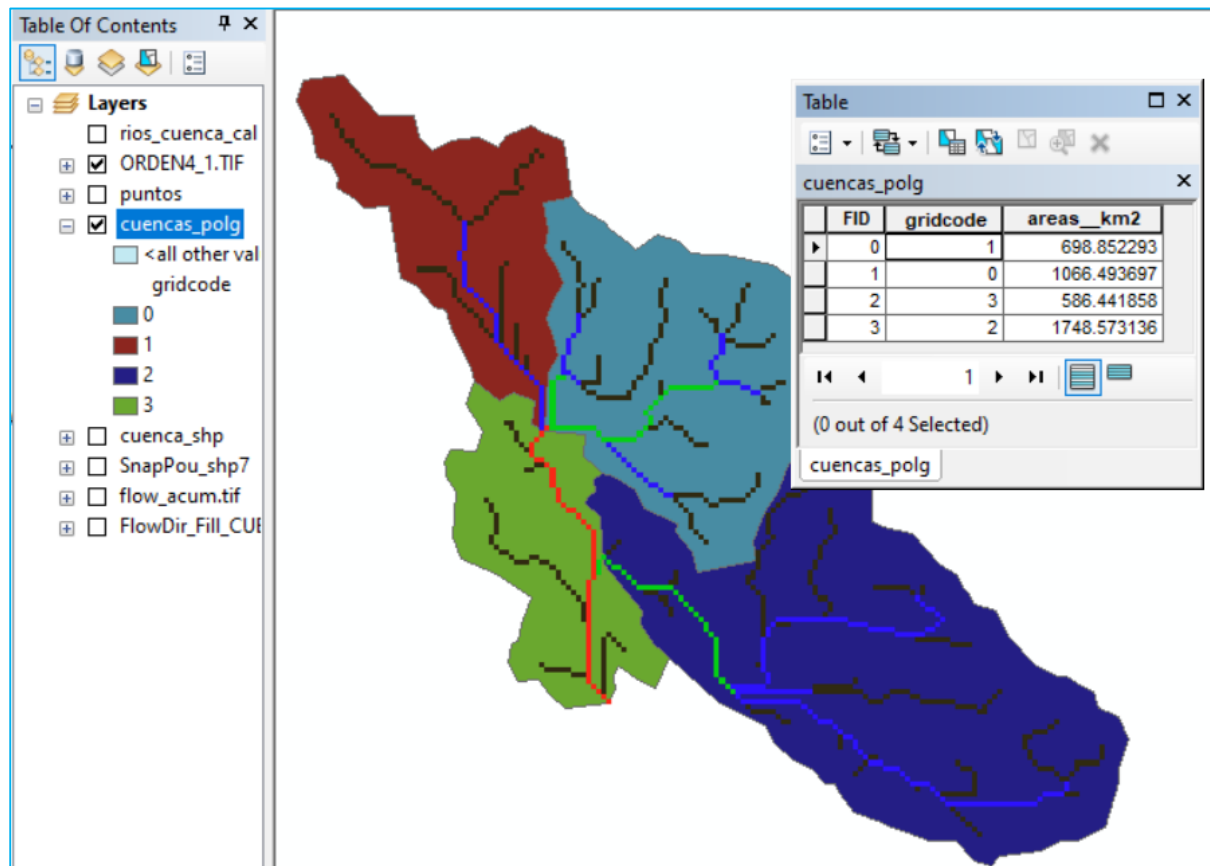 Table Of Contents
Layers
rios_cuenca_cal
ORDEN4_1.TIF
puntos
cuencas_polg
<all other val
gridcode
0
1
2
3
cuenca_shp
SnapPou_shp7
flow_acum.tif
FlowDir_Fill_CUE
Table
cuencas_polg
FID gridcode areas__km2
0 1 698.852293
1 0 1066.493697
2 3 586.441858
3 2 1748.573136
1
(0 out of 4 Selected)
cuencas_polg